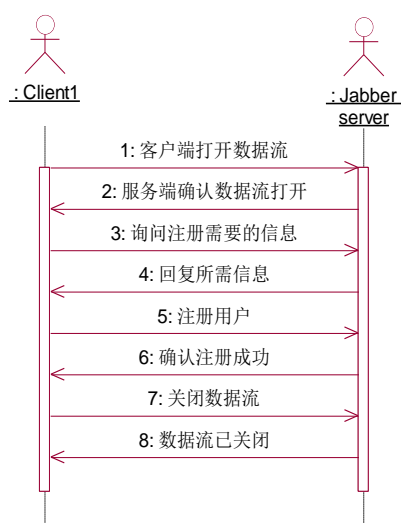 : Client1
: Jabber
server
1: 客户端打开数据流
2: 服务端确认数据流打开
3: 询问注册需要的信息
4: 回复所需信息
5: 注册用户
6: 确认注册成功
7: 关闭数据流
8: 数据流已关闭